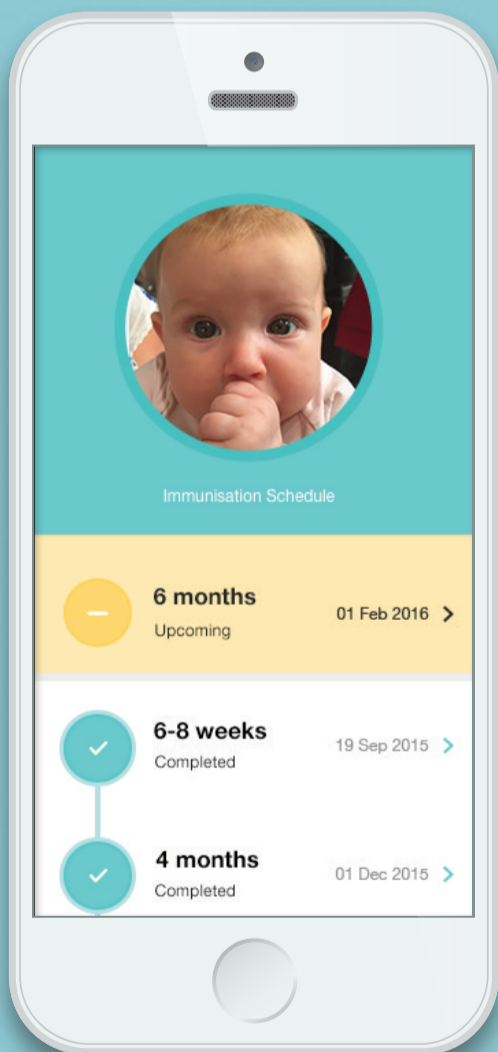 Immunisation Schedule
6 months
Upcoming
01 Feb 2016
6-8 weeks
Completed
19 Sep 2015
4 months
Completed
01 Dec 2015